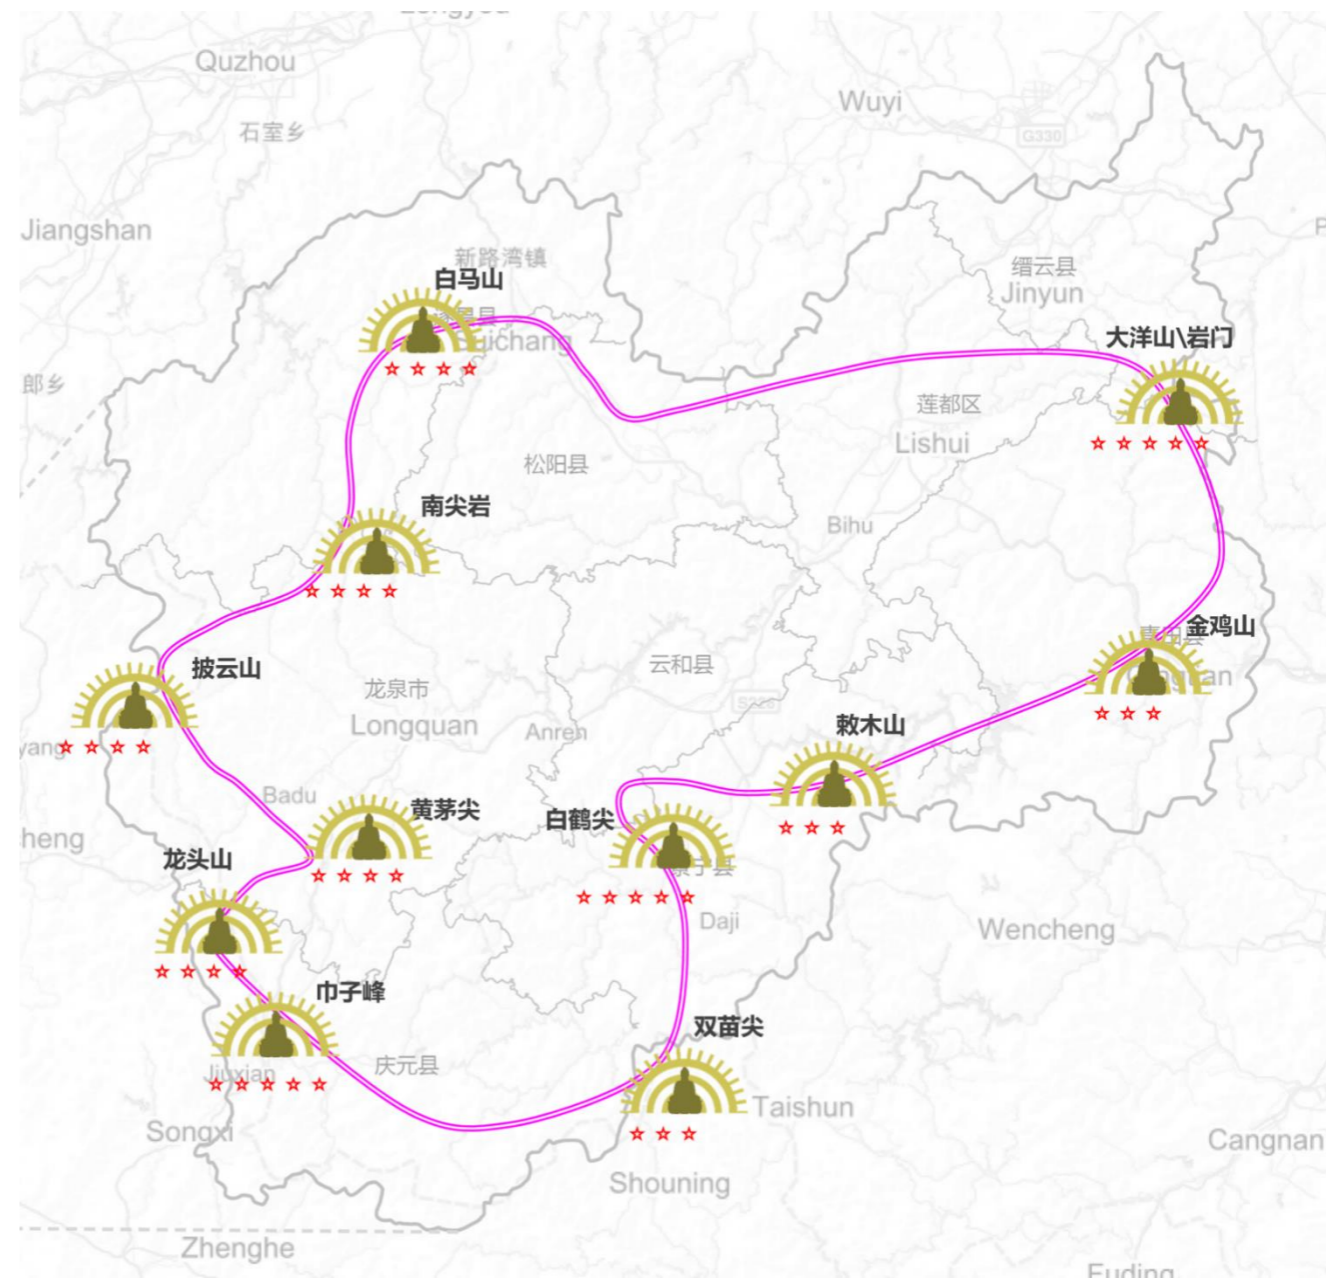 Quzhou
Wuyi
石室乡
G330
Jiangshan
新路湾镇
白马山
缙云县
Jinyun
大洋山\岩门
郎乡
莲都区
Lishui
松阳县
南尖岩
Bihu
金鸡山
云和县
披云山
龙泉市
Longquan
Anren
敕木山
Badu
黄茅尖
白鹤尖
heng
龙头山
Daji
Wencheng
巾子峰
双苗尖
庆元县
Jiuxian
Taishun
Songxi
Cangnan
Shouning
Zhenghe